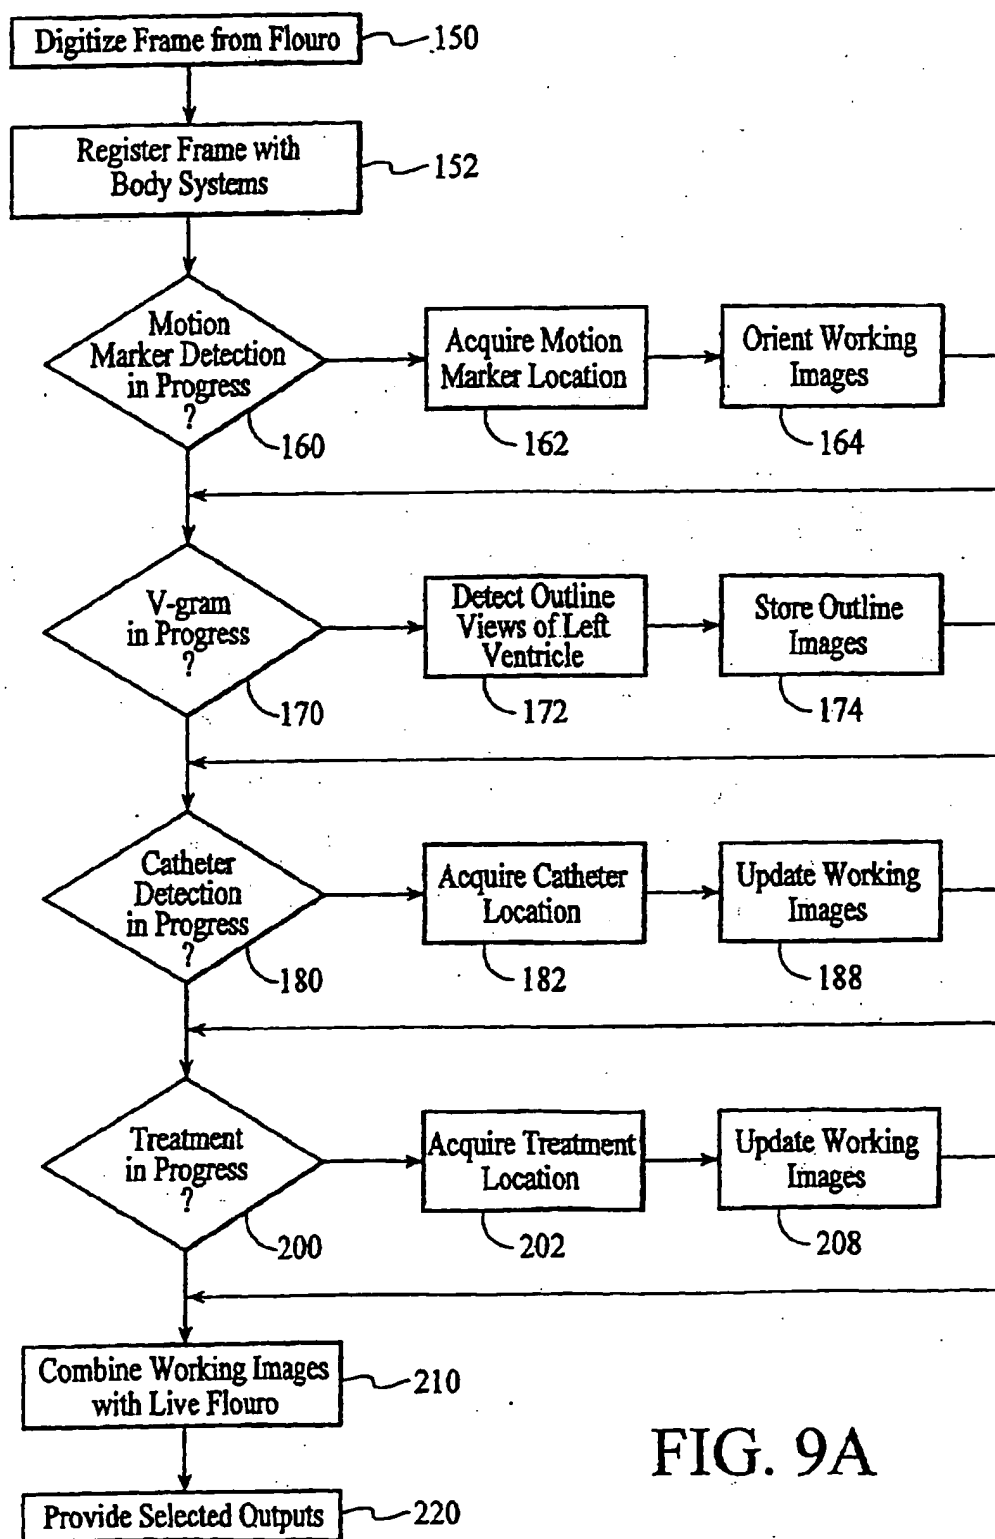 Digitize Frame from Flouro
150
Register Frame with
Body Systems
152
Motion
Marker Detection
in Progress
?
160
Acquire Motion
Marker Location
162
Orient Working
Images
164
V-gram
in Progress
?
170
Detect Outline
Views of Left
Ventricle
172
Store Outline
Images
174
Catheter
Detection
in Progress
?
180
Acquire Catheter
Location
182
Update Working
Images
188
Treatment
in Progress
?
200
Acquire Treatment
Location
202
Update Working
Images
208
Combine Working Images
with Live Flouro
210
Provide Selected Outputs
220
FIG. 9A